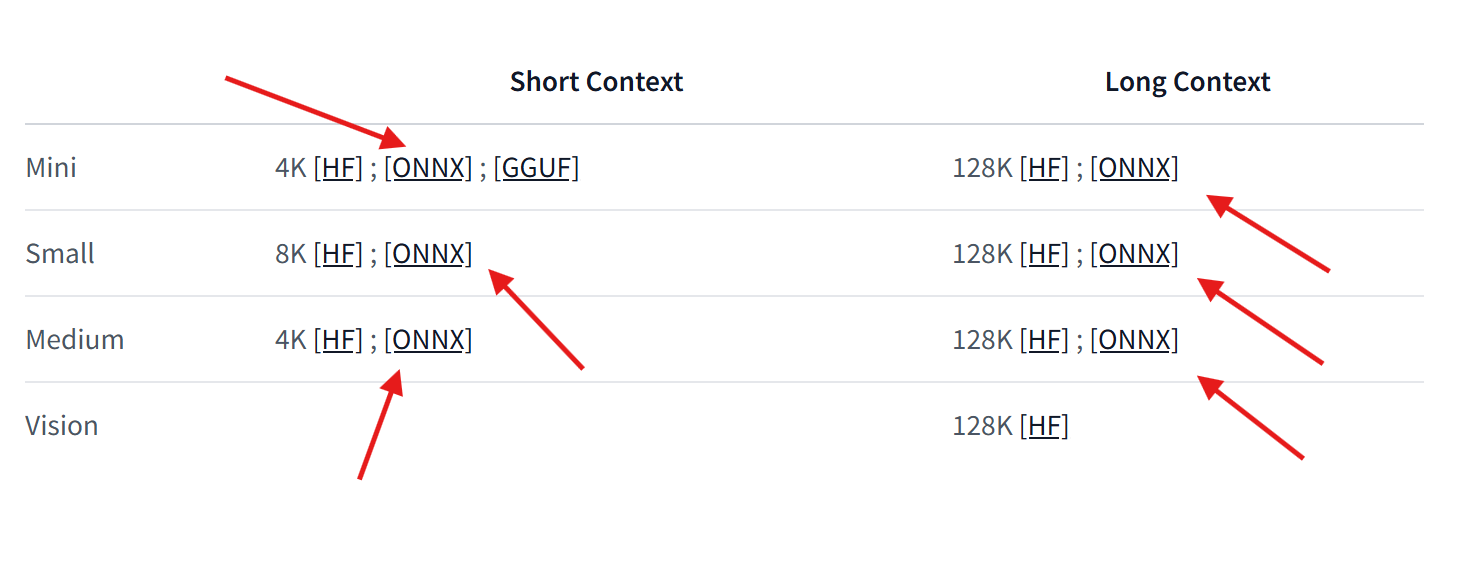 Short Context Long Context
Mini 4K [HF] ; [ONNX] ; [GGUF] 128K [HF] ; [ONNX]
Small 8K [HF] ; [ONNX] 128K [HF] ; [ONNX]
Medium 4K [HF] ; [ONNX] 128K [HF] ; [ONNX]
Vision 128K [HF]